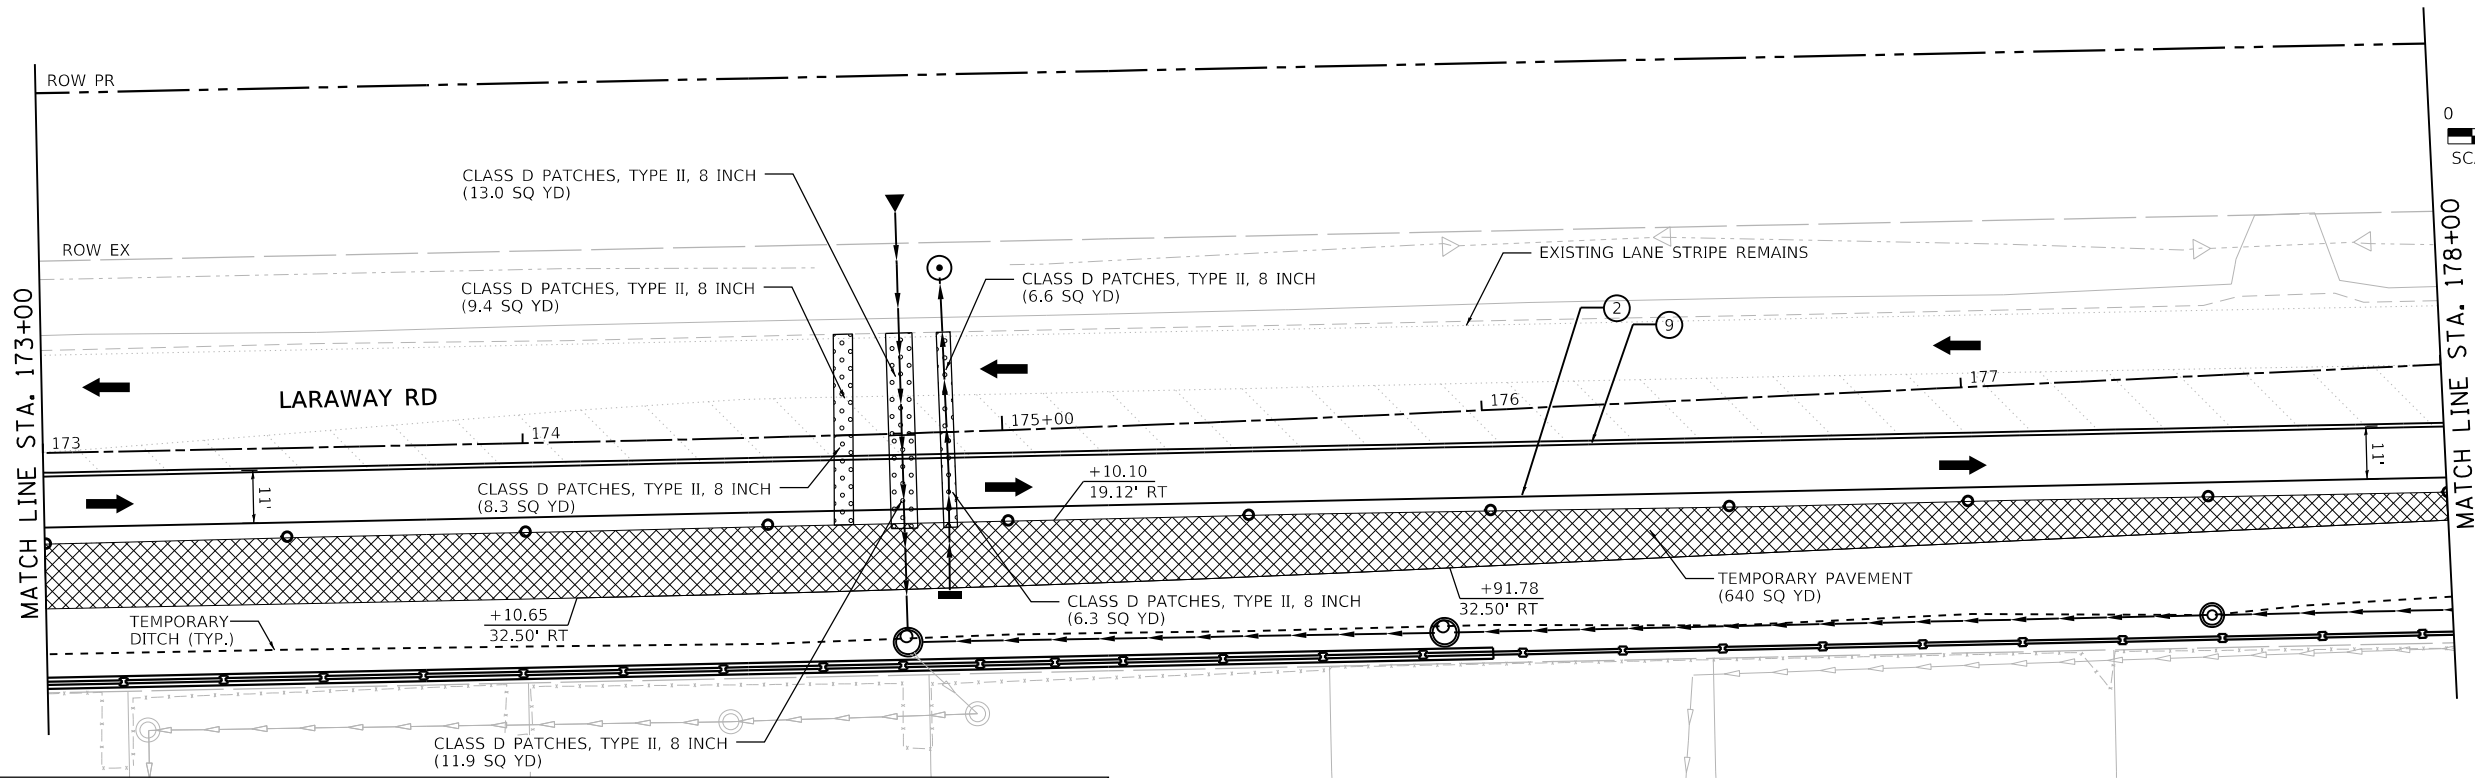 ROW PR
0
SC
CLASS D PATCHES, TYPE II, 8 INCH
(13.0 SQ YD)
ROW EX
EXISTING LANE STRIPE REMAINS
CLASS D PATCHES, TYPE II, 8 INCH
(6.6 SQ YD)
CLASS D PATCHES, TYPE II, 8 INCH
(9.4 SQ YD)
2
9
MATCH LINE STA. 173+00
MATCH LINE STA. 178+00
LARAWAY RD
173
174
175+00
176
177
11'
11'
+10.10
19.12' RT
CLASS D PATCHES, TYPE II, 8 INCH
(8.3 SQ YD)
TEMPORARY PAVEMENT
(640 SQ YD)
+91.78
32.50' RT
CLASS D PATCHES, TYPE II, 8 INCH
(6.3 SQ YD)
+10.65
32.50' RT
TEMPORARY
DITCH (TYP.)
CLASS D PATCHES, TYPE II, 8 INCH
(11.9 SQ YD)